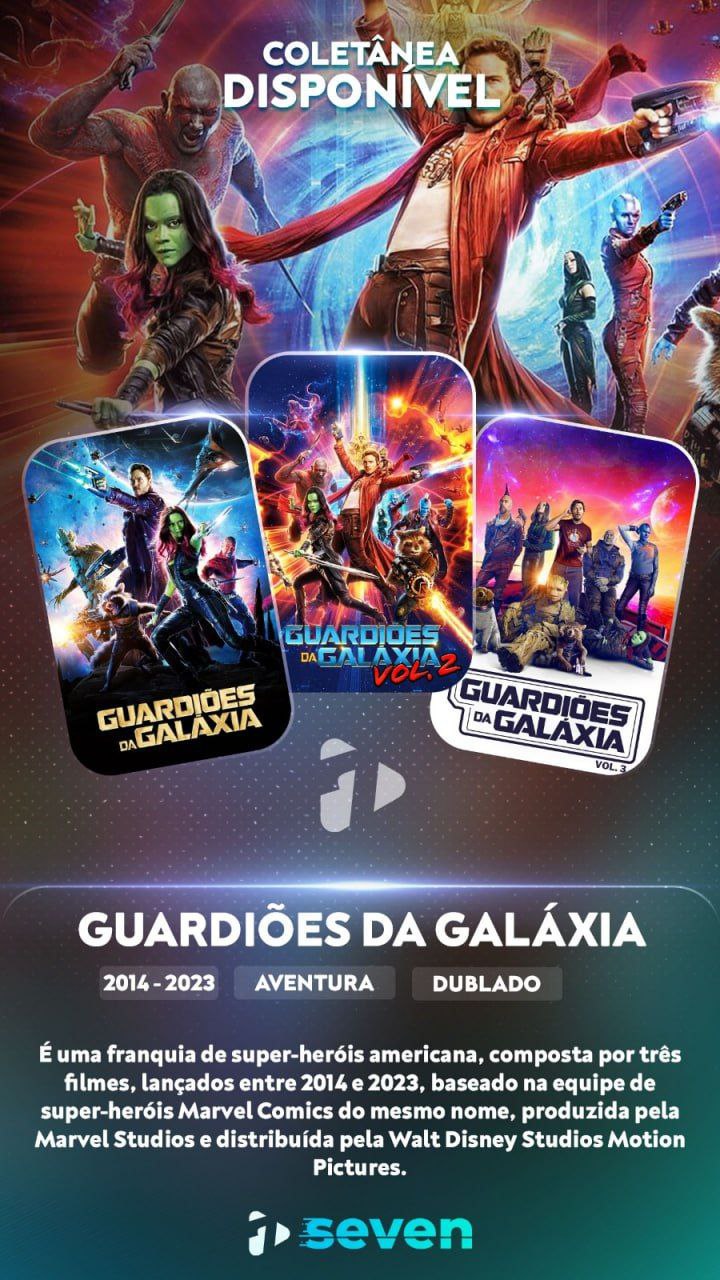 COLETÂNEA
DISPONÍVEL
GUARDIÕES
DA GALÁXIA
GUARDIÕES
DA GALÁXIA
VOL. 2
GUARDIÕES
DA GALÁXIA
VOL. 3
GUARDIÕES DA GALÁXIA
2014 - 2023 AVENTURA DUBLADO
É uma franquia de super-heróis americana, composta por três
filmes, lançados entre 2014 e 2023, baseado na equipe de
super-heróis Marvel Comics do mesmo nome, produzida pela
Marvel Studios e distribuída pela Walt Disney Studios Motion
Pictures.
seven